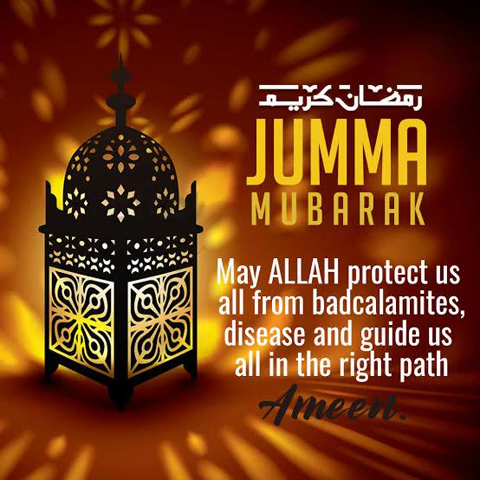 رمضان كريم
JUMMA
MUBARAK
May ALLAH protect us
all from badcalamites,
disease and guide us
all in the right path
Ameen.